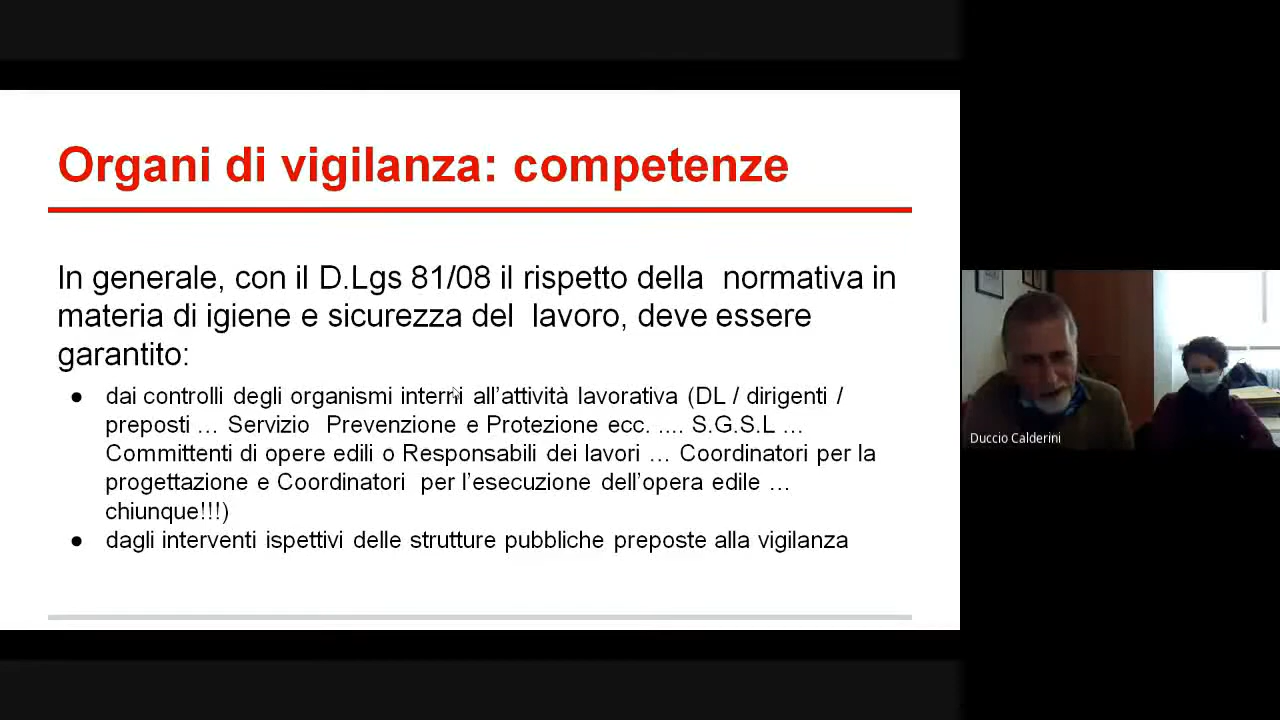 Organi di vigilanza: competenze
In generale, con il D.Lgs 81/08 il rispetto della  normativa in
materia di igiene e sicurezza del  lavoro, deve essere
garantito:
● dai controlli degli organismi interni all'attività lavorativa (DL / dirigenti /
preposti … Servizio  Prevenzione e Protezione ecc. .... S.G.S.L …
Committenti di opere edili o Responsabili dei lavori … Coordinatori per la
progettazione e Coordinatori  per l'esecuzione dell'opera edile …
chiunque!!!)
● dagli interventi ispettivi delle strutture pubbliche preposte alla vigilanza
Duccio Calderini